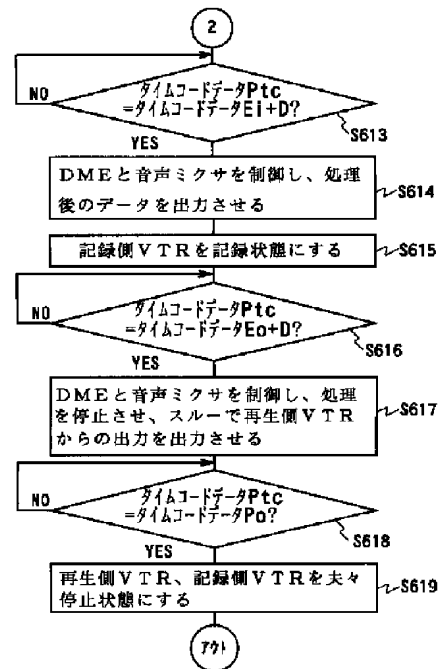 2
タイムコードデータPtc
=タイムコードデータEi+D?
NO
S613
YES
DMEと音声ミクサを制御し、処理
後のデータを出力させる
S614
記録側VTRを記録状態にする
S615
タイムコードデータPtc
=タイムコードデータEo+D?
NO
S616
YES
DMEと音声ミクサを制御し、処理
を停止させ、スルーで再生側VTR
からの出力を出力させる
S617
タイムコードデータPtc
=タイムコードデータPo?
NO
S618
YES
再生側VTR、記録側VTRを夫々
停止状態にする
S619
アウト